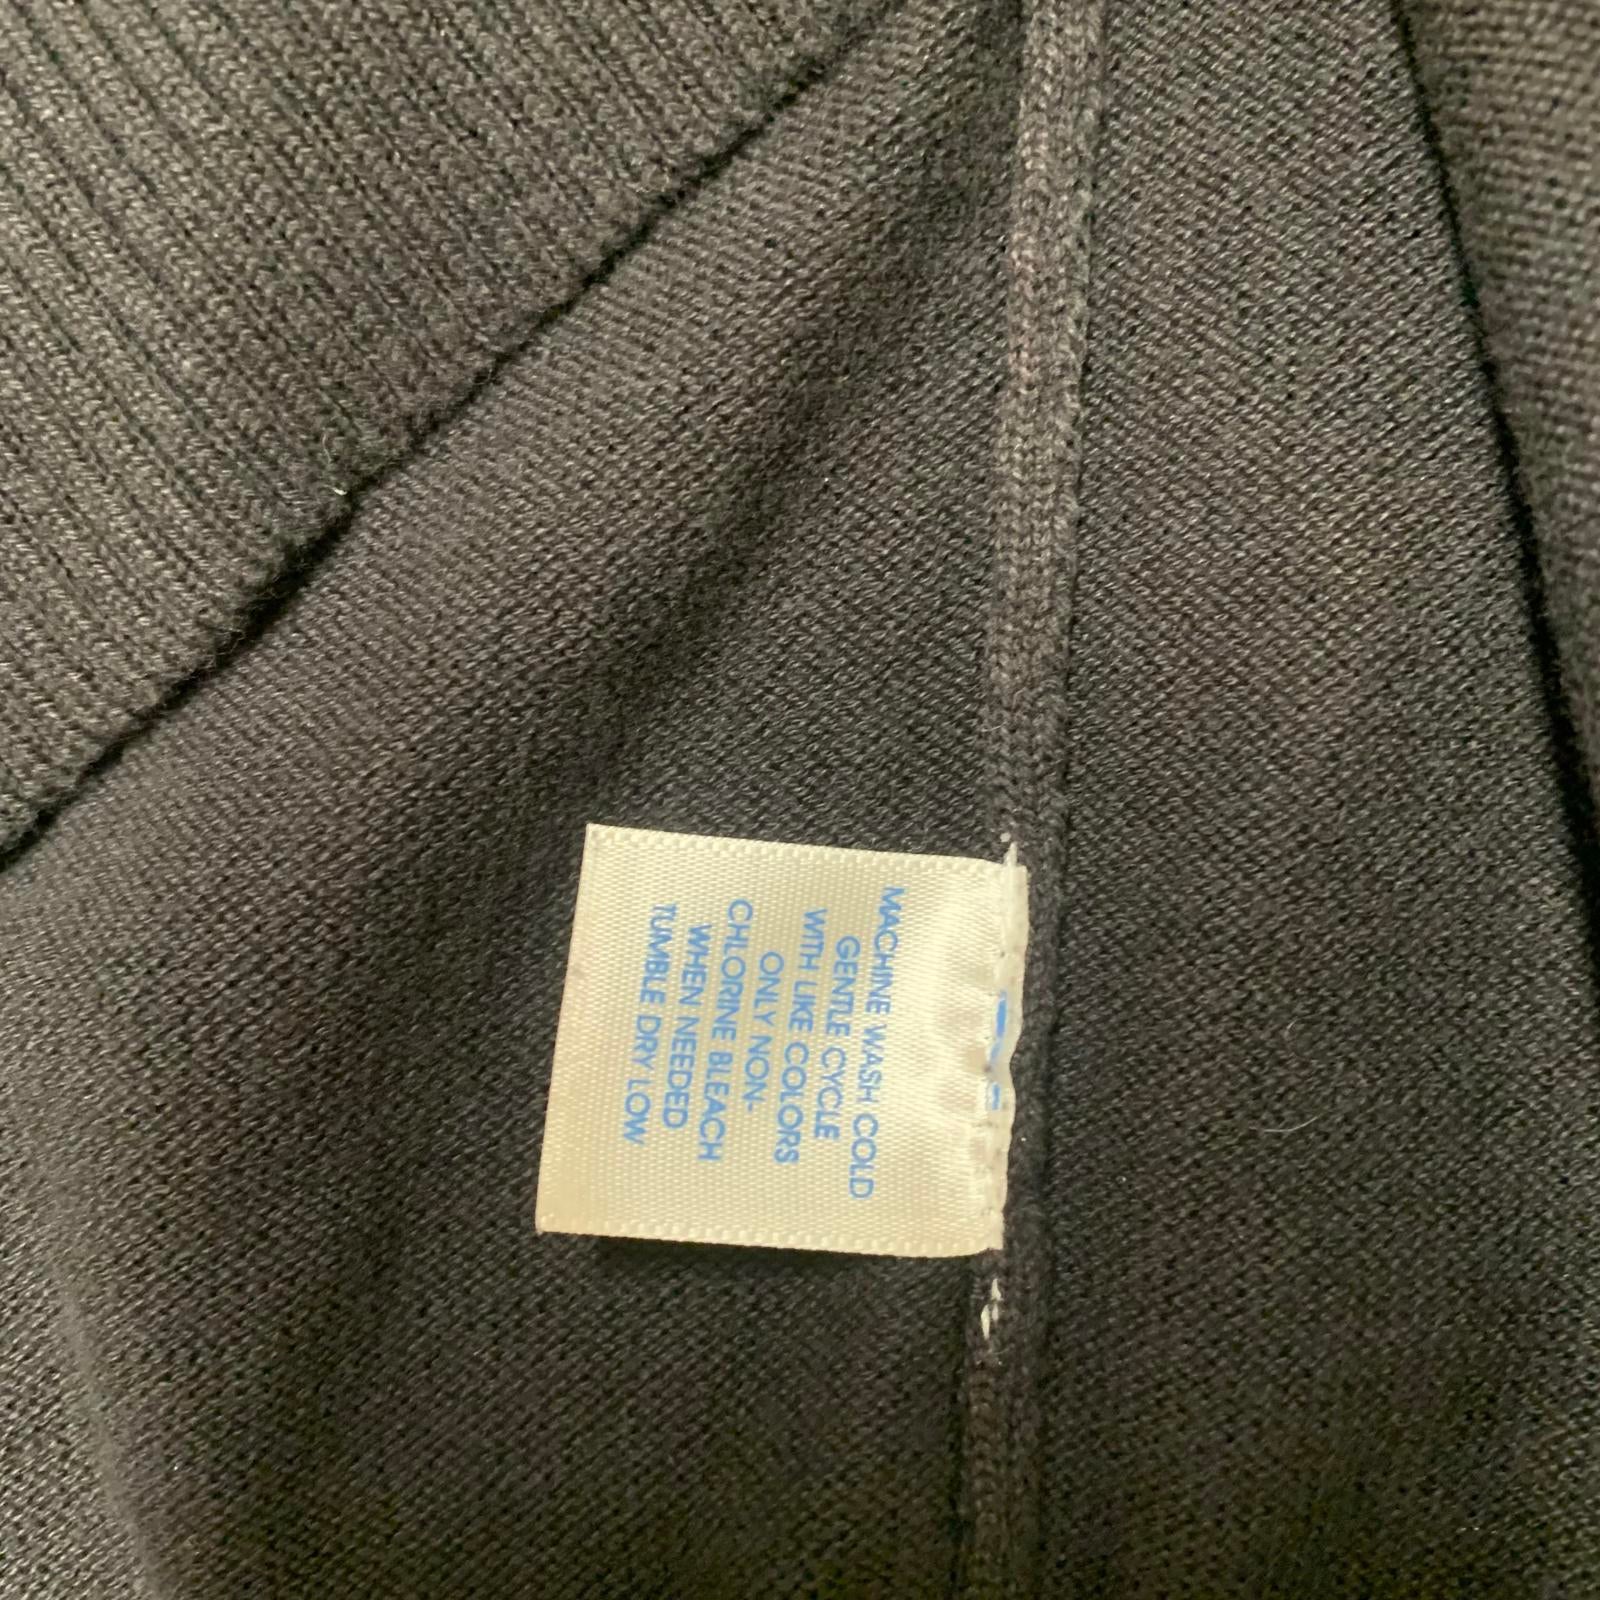 MACHINE WASH COLD
GENTLE CYCLE
WITH LIKE COLORS
ONLY NON-
CHLORINE BLEACH
WHEN NEEDED
TUMBLE DRY LOW